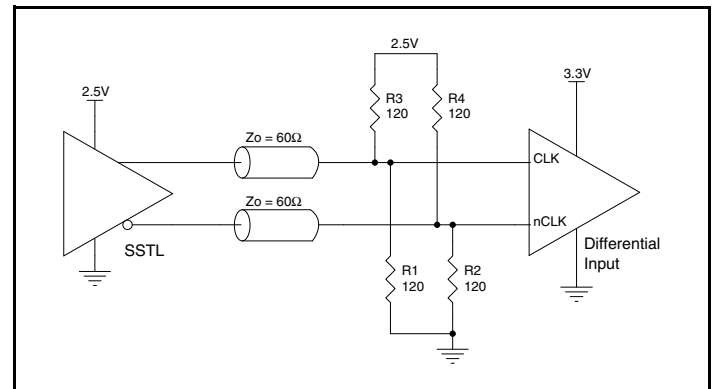 2.5V
3.3V
2.5V
R3
120
R4
120
Zo = 60Ω
CLK
Zo = 60Ω
nCLK
SSTL
Differential
Input
R1
120
R2
120